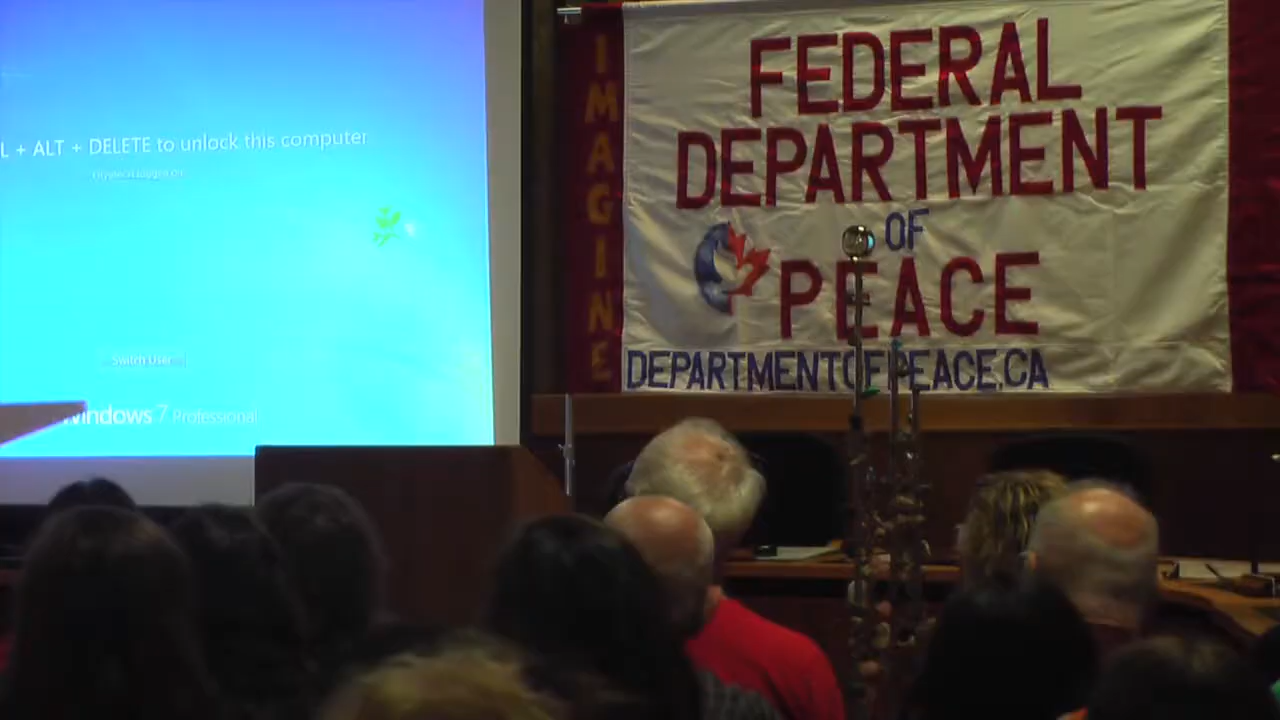 L + ALT + DELETE to unlock this computer
Switch User
Windows 7 Professional
IMAGINE
FEDERAL
DEPARTMENT
OF
PEACE
DEPARTMENTOFPEACE.CA